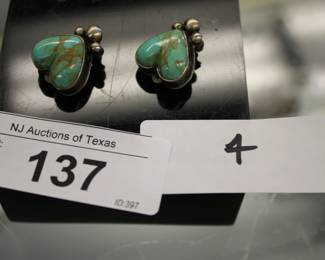 NJ Auctions of Texas
137
ID:397
4